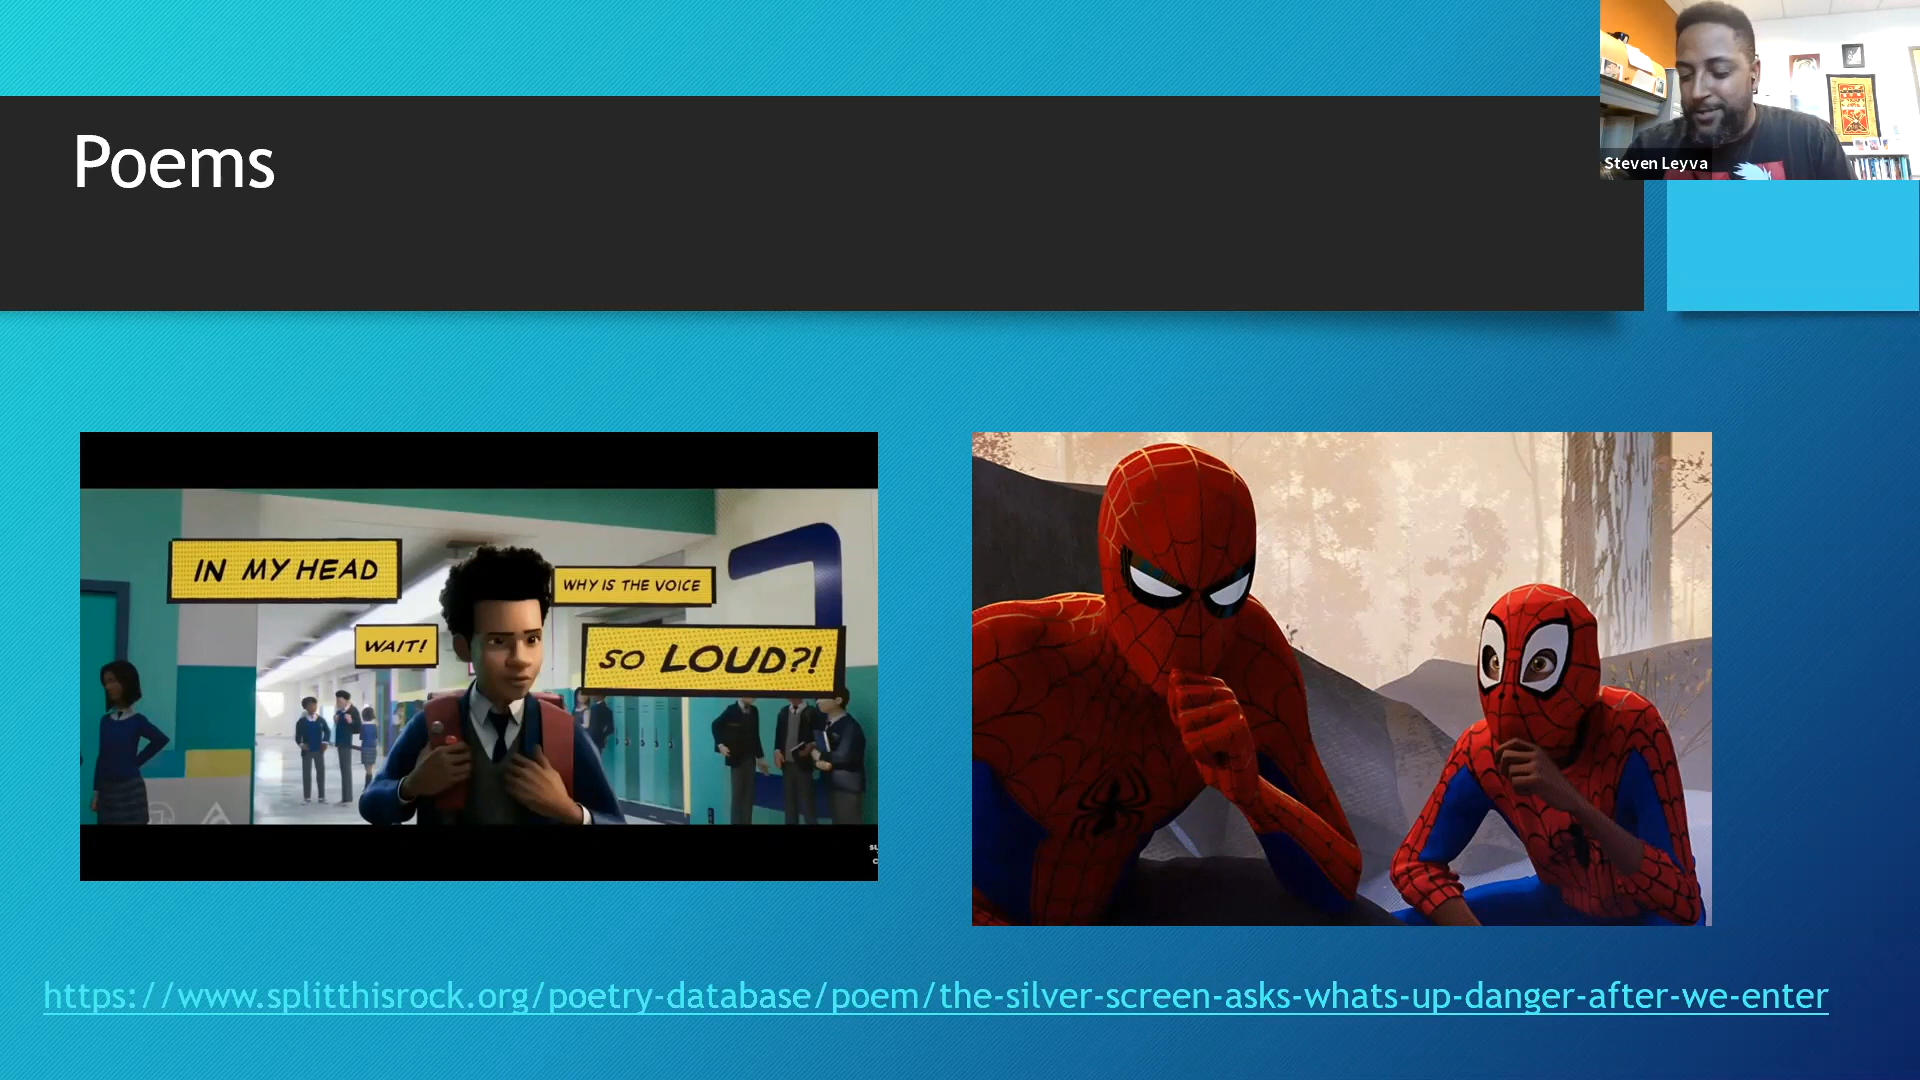 Poems
Steven Leyva
IN MY HEAD
WHY IS THE VOICE
WAIT!
SO LOUD?!
https://www.splitthisrock.org/poetry-database/poem/the-silver-screen-asks-whats-up-danger-after-we-enter